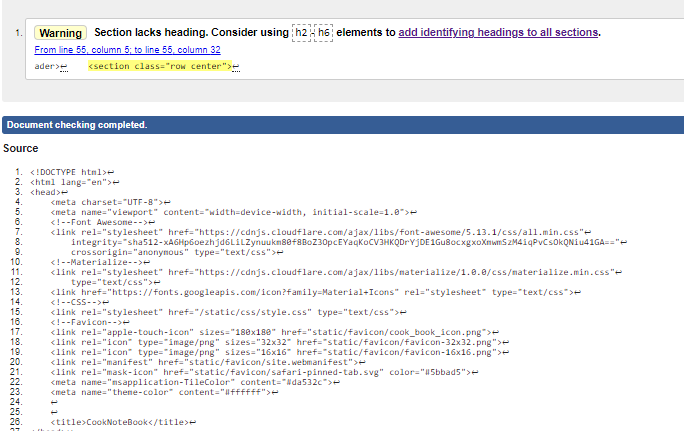 1. Warning Section lacks heading. Consider using h2-h6 elements to add identifying headings to all sections.
From line 55, column 5; to line 55, column 32
ader>↩ <section class="row center">↩
Document checking completed.
Source
1. <!DOCTYPE html>↩
2. <html lang="en">↩
3. <head>↩
4. <meta charset="UTF-8">↩
5. <meta name="viewport" content="width=device-width, initial-scale=1.0">↩
6. <!--Font Awesome-->↩
7. <link rel="stylesheet" href="https://cdnjs.cloudflare.com/ajax/libs/font-awesome/5.13.1/css/all.min.css"↩
8. integrity="sha512-xA6Hp6oezhjd6LiLZynuukm80f8BoZ3OpcEYaqKoCV3HKQDrYjDE1Gu8ocxgxoXmwmSzM4iqPvCsOkQNiu41GA=="↩
9. crossorigin="anonymous" type="text/css">↩
10. <!--Materialize-->↩
11. <link rel="stylesheet" href="https://cdnjs.cloudflare.com/ajax/libs/materialize/1.0.0/css/materialize.min.css"↩
12. type="text/css">↩
13. <link href="https://fonts.googleapis.com/icon?family=Material+Icons" rel="stylesheet" type="text/css">↩
14. <!--CSS-->↩
15. <link rel="stylesheet" href="/static/css/style.css" type="text/css">↩
16. <!--Favicon-->↩
17. <link rel="apple-touch-icon" sizes="180x180" href="static/favicon/cook_book_icon.png">↩
18. <link rel="icon" type="image/png" sizes="32x32" href="static/favicon/favicon-32x32.png">↩
19. <link rel="icon" type="image/png" sizes="16x16" href="static/favicon/favicon-16x16.png">↩
20. <link rel="manifest" href="static/favicon/site.webmanifest">↩
21. <link rel="mask-icon" href="static/favicon/safari-pinned-tab.svg" color="#5bbad5">↩
22. <meta name="msapplication-TileColor" content="#da532c">↩
23. <meta name="theme-color" content="#ffffff">↩
24. ↩
25. ↩
26. <title>CookNoteBook</title>↩